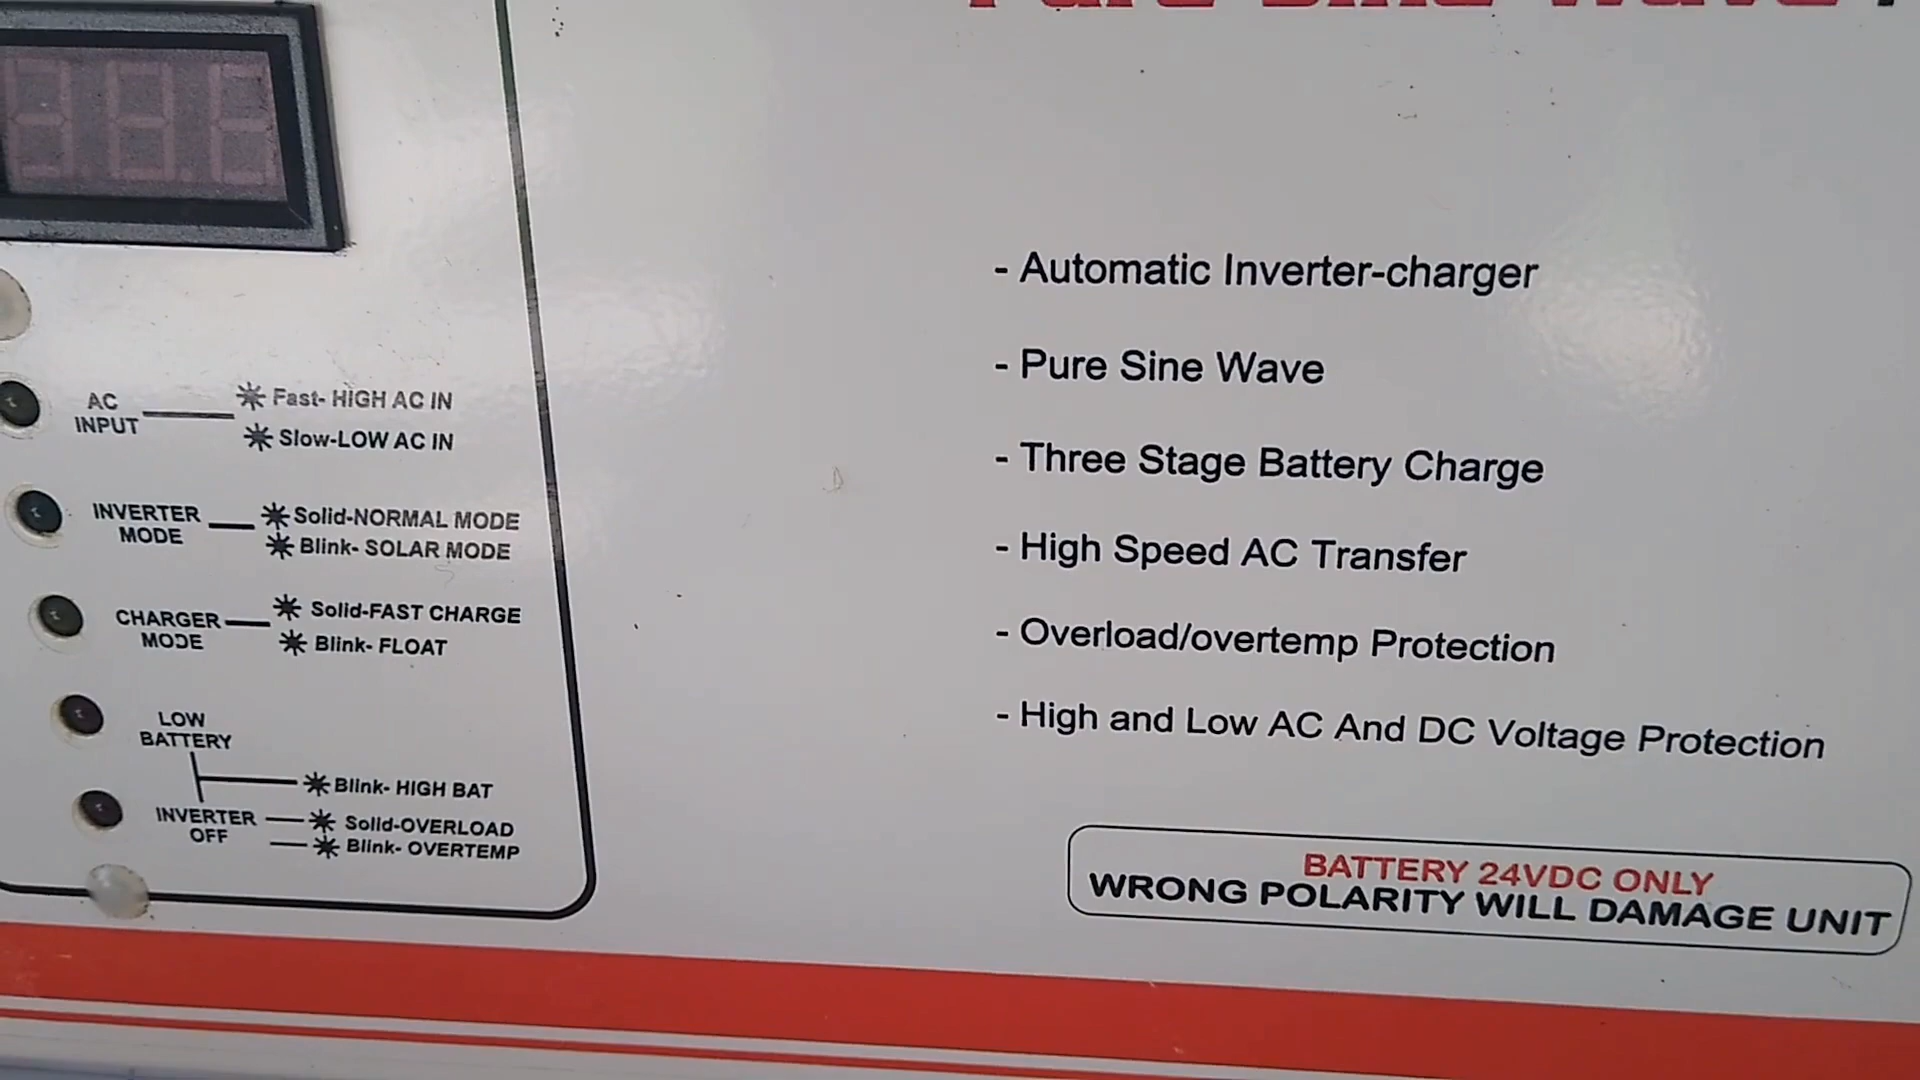 Pure Sine Wave
AC
INPUT
Fast- HIGH AC IN
Slow-LOW AC IN
INVERTER
MODE
Solid-NORMAL MODE
Blink- SOLAR MODE
CHARGER
MODE
Solid-FAST CHARGE
Blink- FLOAT
LOW
BATTERY
Blink- HIGH BAT
INVERTER
OFF
Solid-OVERLOAD
Blink- OVERTEMP
- Automatic Inverter-charger
- Pure Sine Wave
- Three Stage Battery Charge
- High Speed AC Transfer
- Overload/overtemp Protection
- High and Low AC And DC Voltage Protection
BATTERY 24VDC ONLY
WRONG POLARITY WILL DAMAGE UNIT